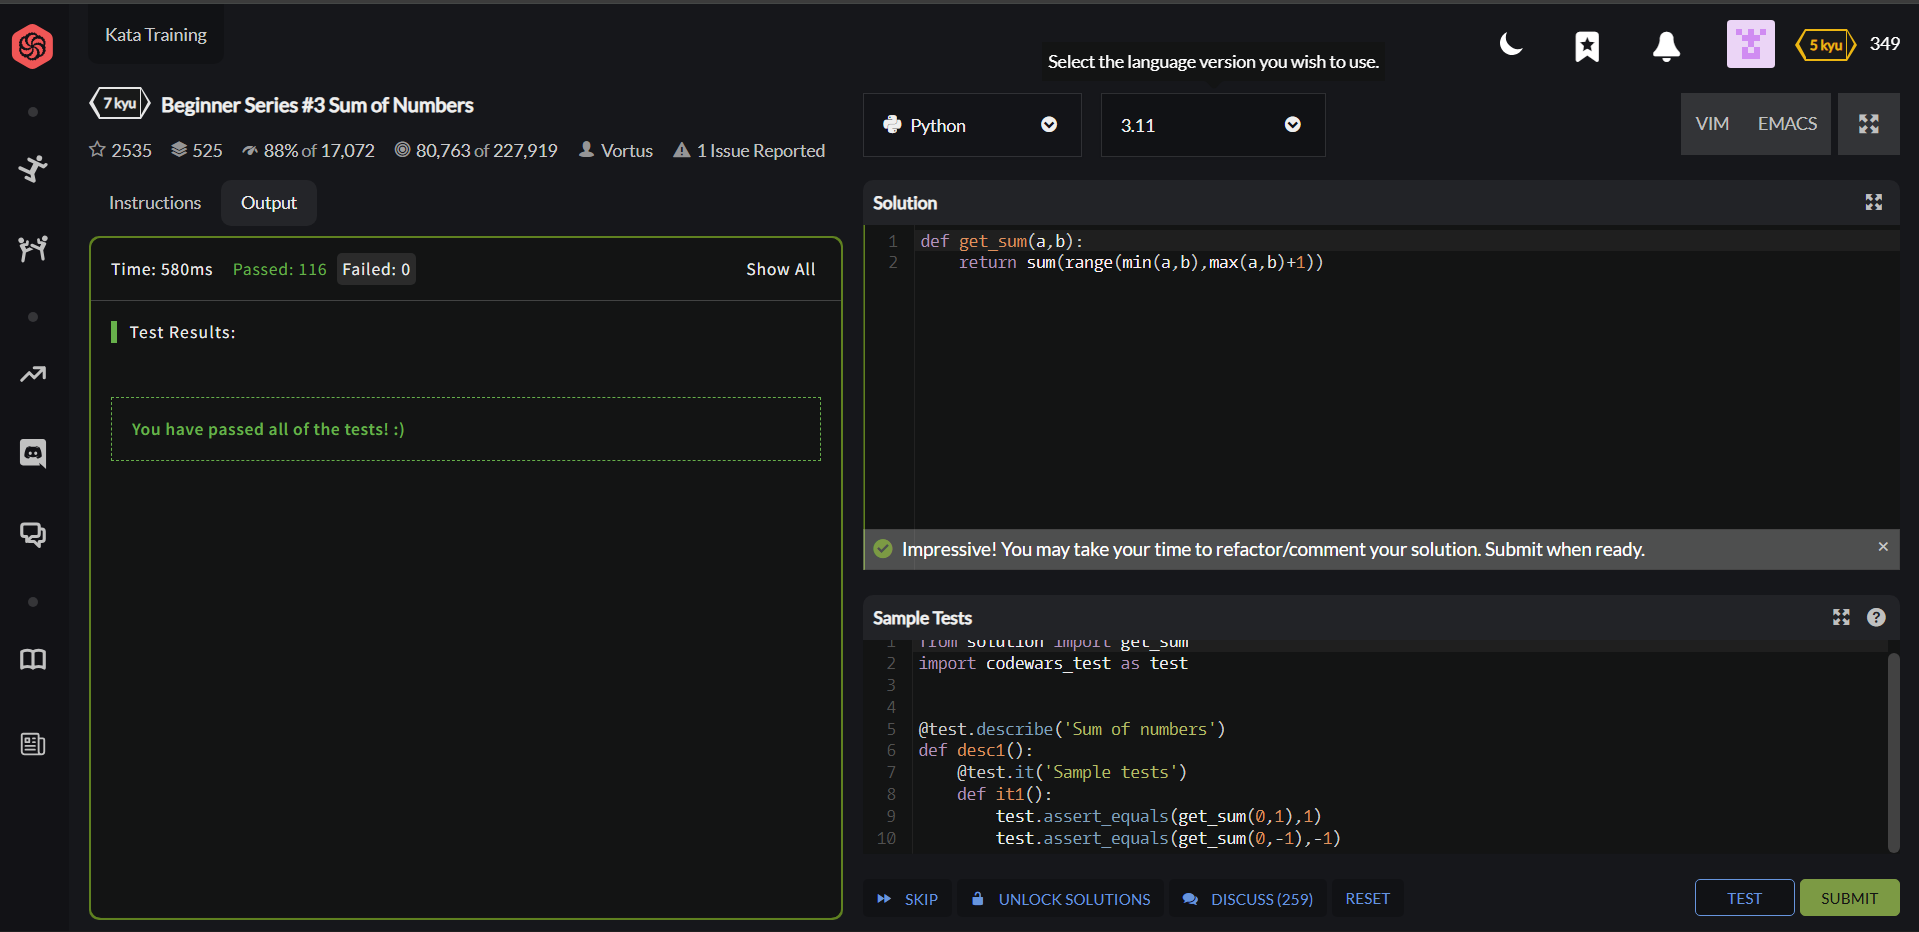 Kata Training
Select the language version you wish to use.
5 kyu 349
7 kyu Beginner Series #3 Sum of Numbers
2535 525 88% of 17,072 80,763 of 227,919 Vortus 1 Issue Reported
Python 3.11 VIM EMACS
Instructions Output
Time: 580ms Passed: 116 Failed: 0 Show All
Test Results:
You have passed all of the tests! :)
Solution
1 def get_sum(a,b):
2     return sum(range(min(a,b),max(a,b)+1))
Impressive! You may take your time to refactor/comment your solution. Submit when ready. ×
Sample Tests ?
1 from solution import get_sum
2 import codewars_test as test
3
4
5 @test.describe('Sum of numbers')
6 def desc1():
7     @test.it('Sample tests')
8     def it1():
9         test.assert_equals(get_sum(0,1),1)
10         test.assert_equals(get_sum(0,-1),-1)
SKIP UNLOCK SOLUTIONS DISCUSS (259) RESET TEST SUBMIT